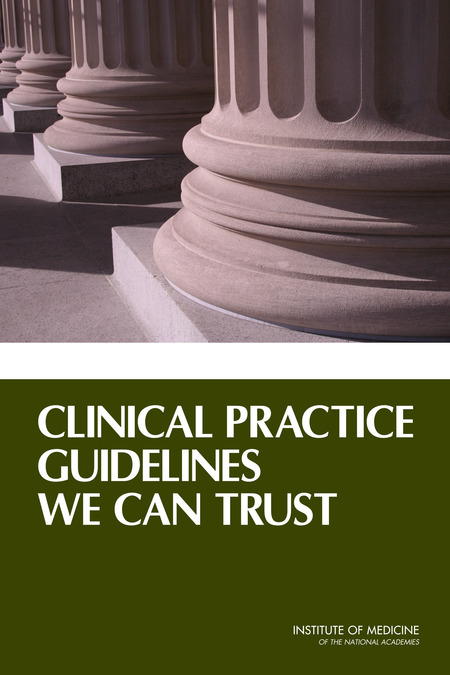 CLINICAL PRACTICE
GUIDELINES
WE CAN TRUST
INSTITUTE OF MEDICINE
OF THE NATIONAL ACADEMIES